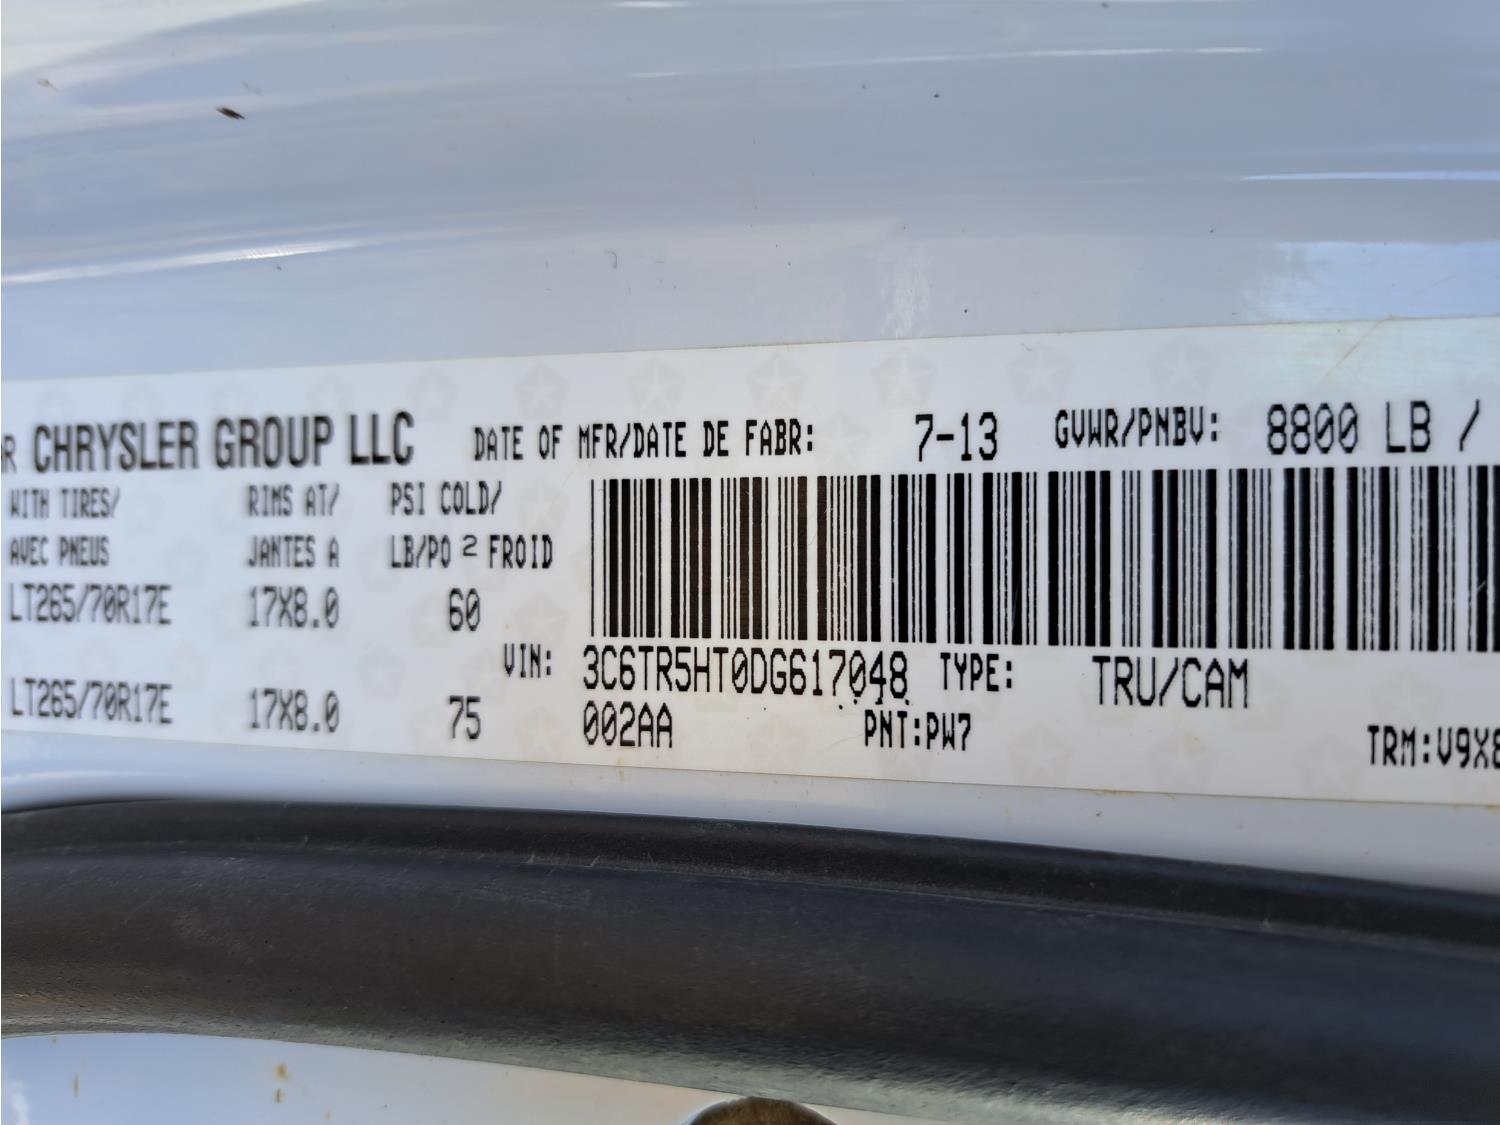 AR CHRYSLER GROUP LLC DATE OF MFR/DATE DE FABR: 7-13 GVWR/PNBV: 8800 LB /
WITH TIRES/ RIMS AT/ PSI COLD/
AVEC PNEUS JANTES A LB/PO 2 FROID
LT265/70R17E 17X8.0 60
VIN: 3C6TR5HT0DG617048 TYPE: TRU/CAM
LT265/70R17E 17X8.0 75
002AA PNT:PW7 TRM:V9X8